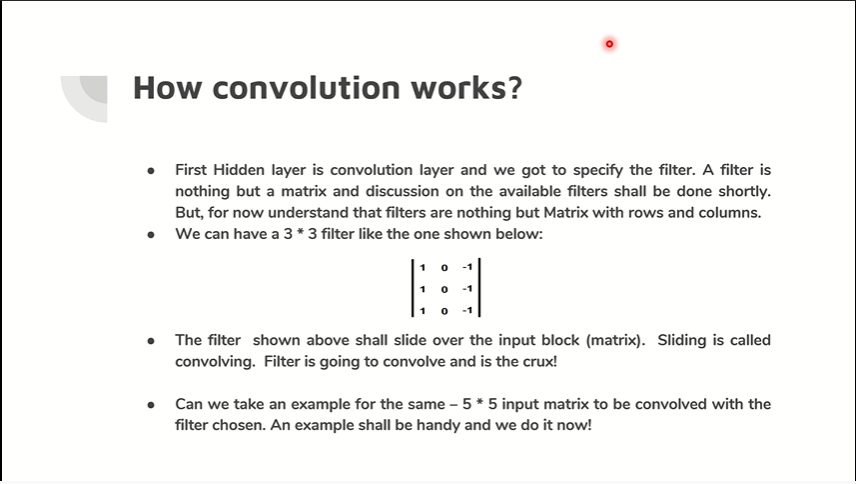 How convolution works?
● First Hidden layer is convolution layer and we got to specify the filter. A filter is
nothing but a matrix and discussion on the available filters shall be done shortly.
But, for now understand that filters are nothing but Matrix with rows and columns.
● We can have a 3 * 3 filter like the one shown below:
1 0 -1
1 0 -1
1 0 -1
● The filter shown above shall slide over the input block (matrix). Sliding is called
convolving. Filter is going to convolve and is the crux!
● Can we take an example for the same – 5 * 5 input matrix to be convolved with the
filter chosen. An example shall be handy and we do it now!